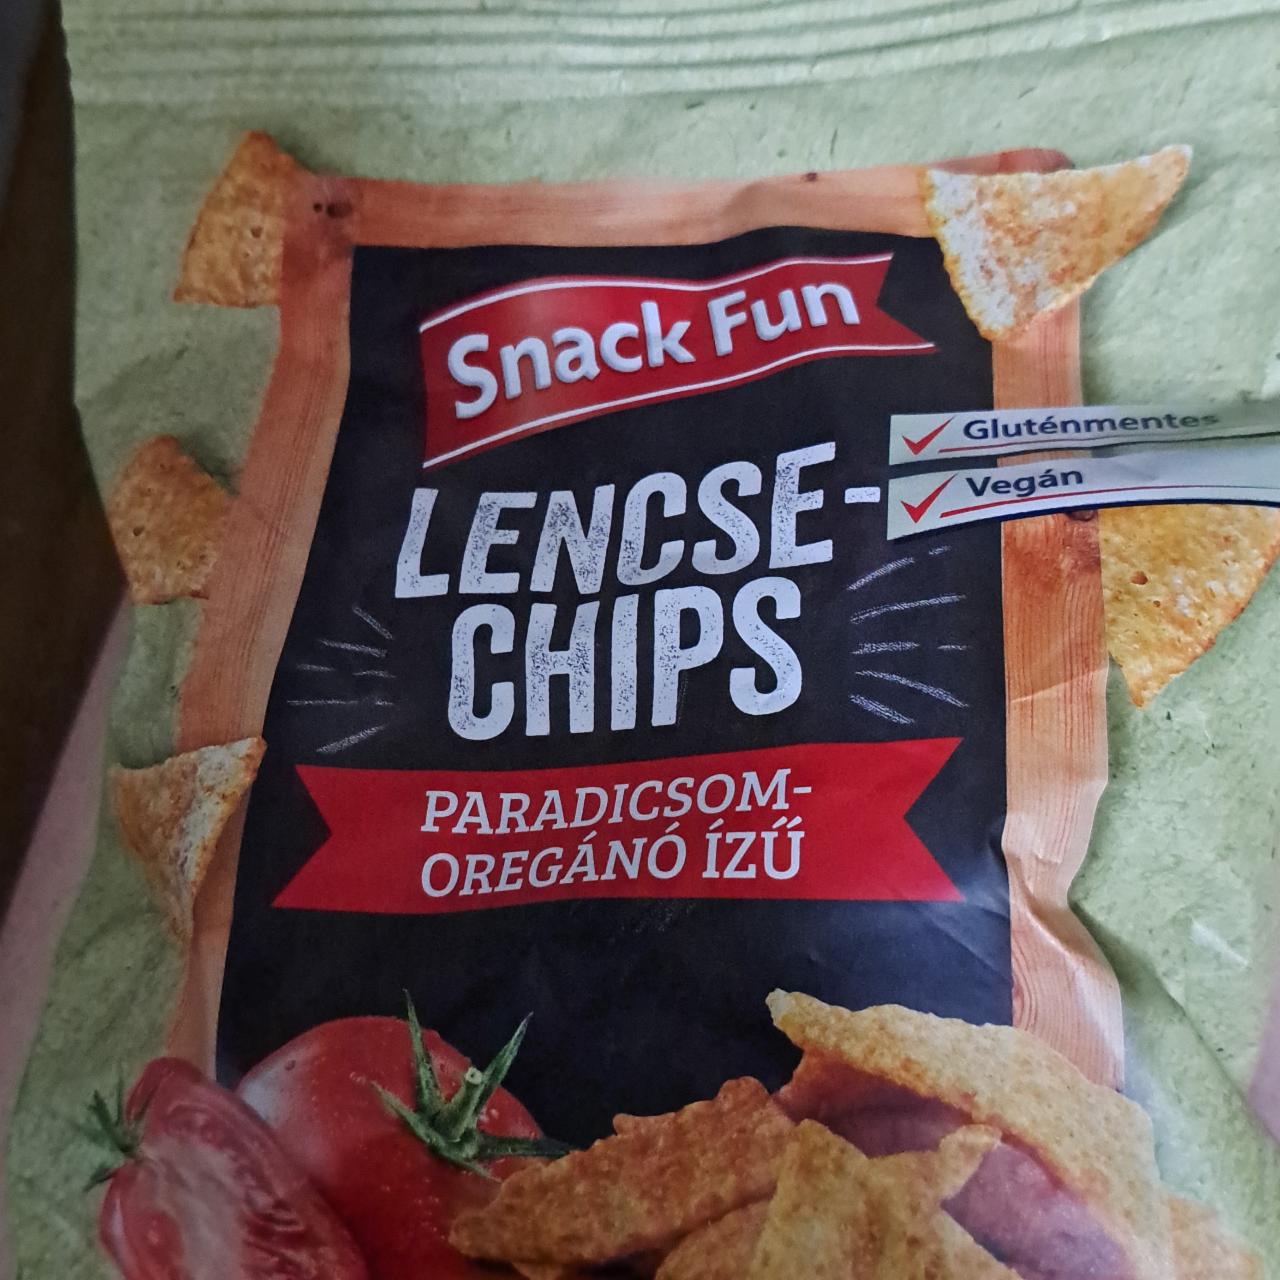 Snack Fun
Gluténmentes
Vegán
LENCSE-
CHIPS
PARADICSOM-
OREGÁNÓ ÍZŰ